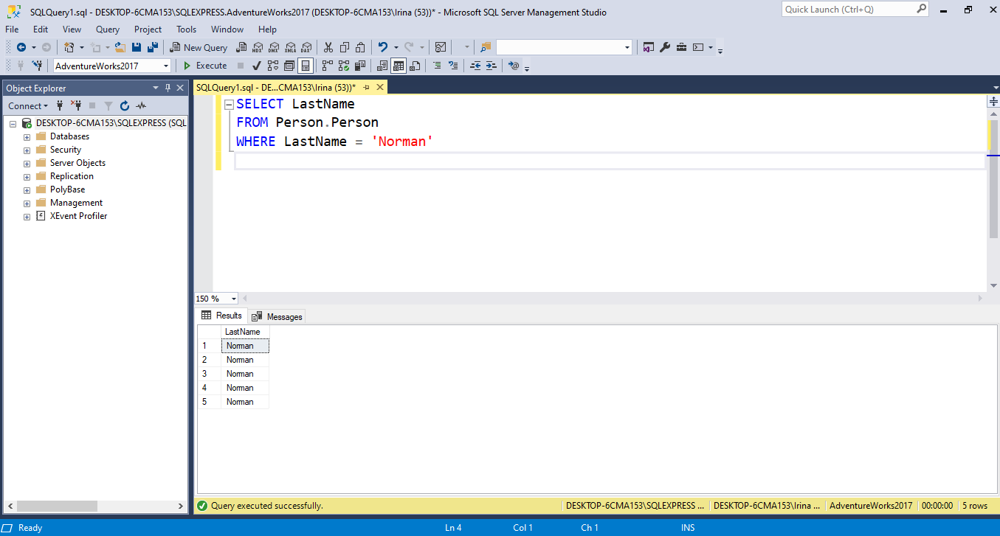 SQLQuery1.sql - DESKTOP-6CMA153\SQLEXPRESS.AdventureWorks2017 (DESKTOP-6CMA153\Irina (53))* - Microsoft SQL Server Management Studio
Quick Launch (Ctrl+Q)
File Edit View Query Project Tools Window Help
New Query MDX DMX XMLA DAX
AdventureWorks2017 Execute
Object Explorer
SQLQuery1.sql - DE...CMA153\Irina (53))*
Connect
DESKTOP-6CMA153\SQLEXPRESS (SQL
Databases
Security
Server Objects
Replication
PolyBase
Management
XEvent Profiler
SELECT LastName
FROM Person.Person
WHERE LastName = 'Norman'
150 %
Results Messages
LastName
1 Norman
2 Norman
3 Norman
4 Norman
5 Norman
Query executed successfully. DESKTOP-6CMA153\SQLEXPRESS ... DESKTOP-6CMA153\Irina ... AdventureWorks2017 00:00:00 5 rows
Ready Ln 4 Col 1 Ch 1 INS